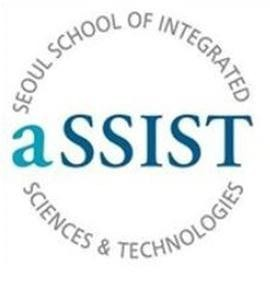 SEOUL SCHOOL OF INTEGRATED
aSSIST
SCIENCES & TECHNOLOGIES